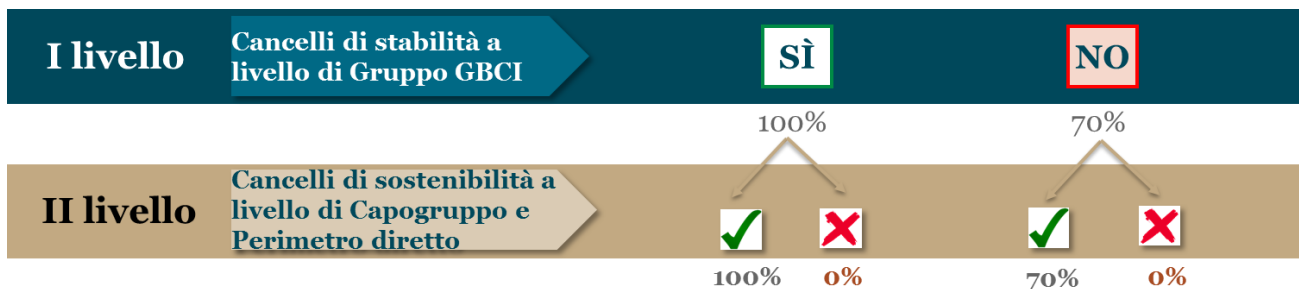 I livello
Cancelli di stabilità a
livello di Gruppo GBCI
SÌ
NO
100%
70%
II livello
Cancelli di sostenibilità a
livello di Capogruppo e
Perimetro diretto
100%
0%
70%
0%